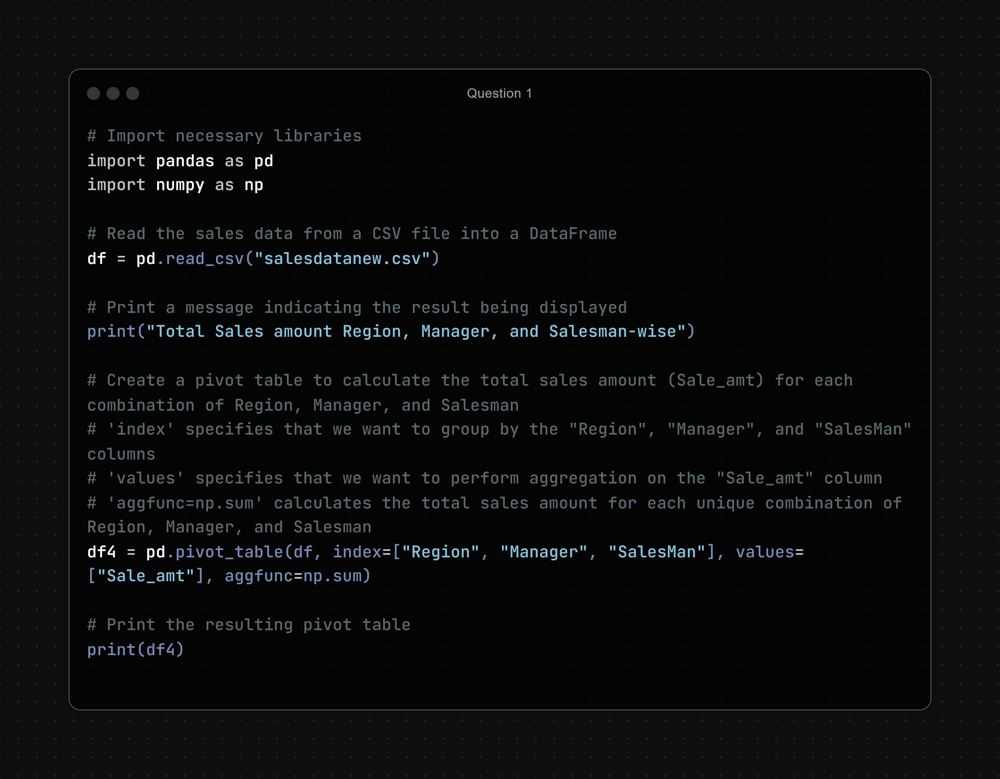 Question 1
# Import necessary libraries
import pandas as pd
import numpy as np
# Read the sales data from a CSV file into a DataFrame
df = pd.read_csv("salesdatanew.csv")
# Print a message indicating the result being displayed
print("Total Sales amount Region, Manager, and Salesman-wise")
# Create a pivot table to calculate the total sales amount (Sale_amt) for each
combination of Region, Manager, and Salesman
# 'index' specifies that we want to group by the "Region", "Manager", and "SalesMan"
columns
# 'values' specifies that we want to perform aggregation on the "Sale_amt" column
# 'aggfunc=np.sum' calculates the total sales amount for each unique combination of
Region, Manager, and Salesman
df4 = pd.pivot_table(df, index=["Region", "Manager", "SalesMan"], values=
["Sale_amt"], aggfunc=np.sum)
# Print the resulting pivot table
print(df4)